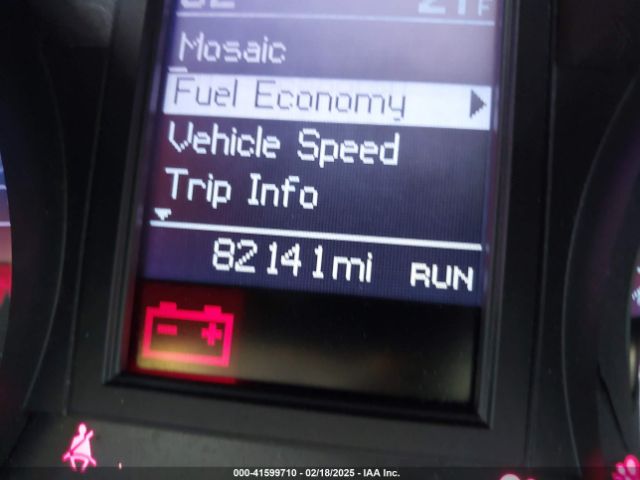 Mosaic
Fuel Economy
Vehicle Speed
Trip Info
82141mi RUN
000-41599710 | 02/18/2025 - IAA Inc.